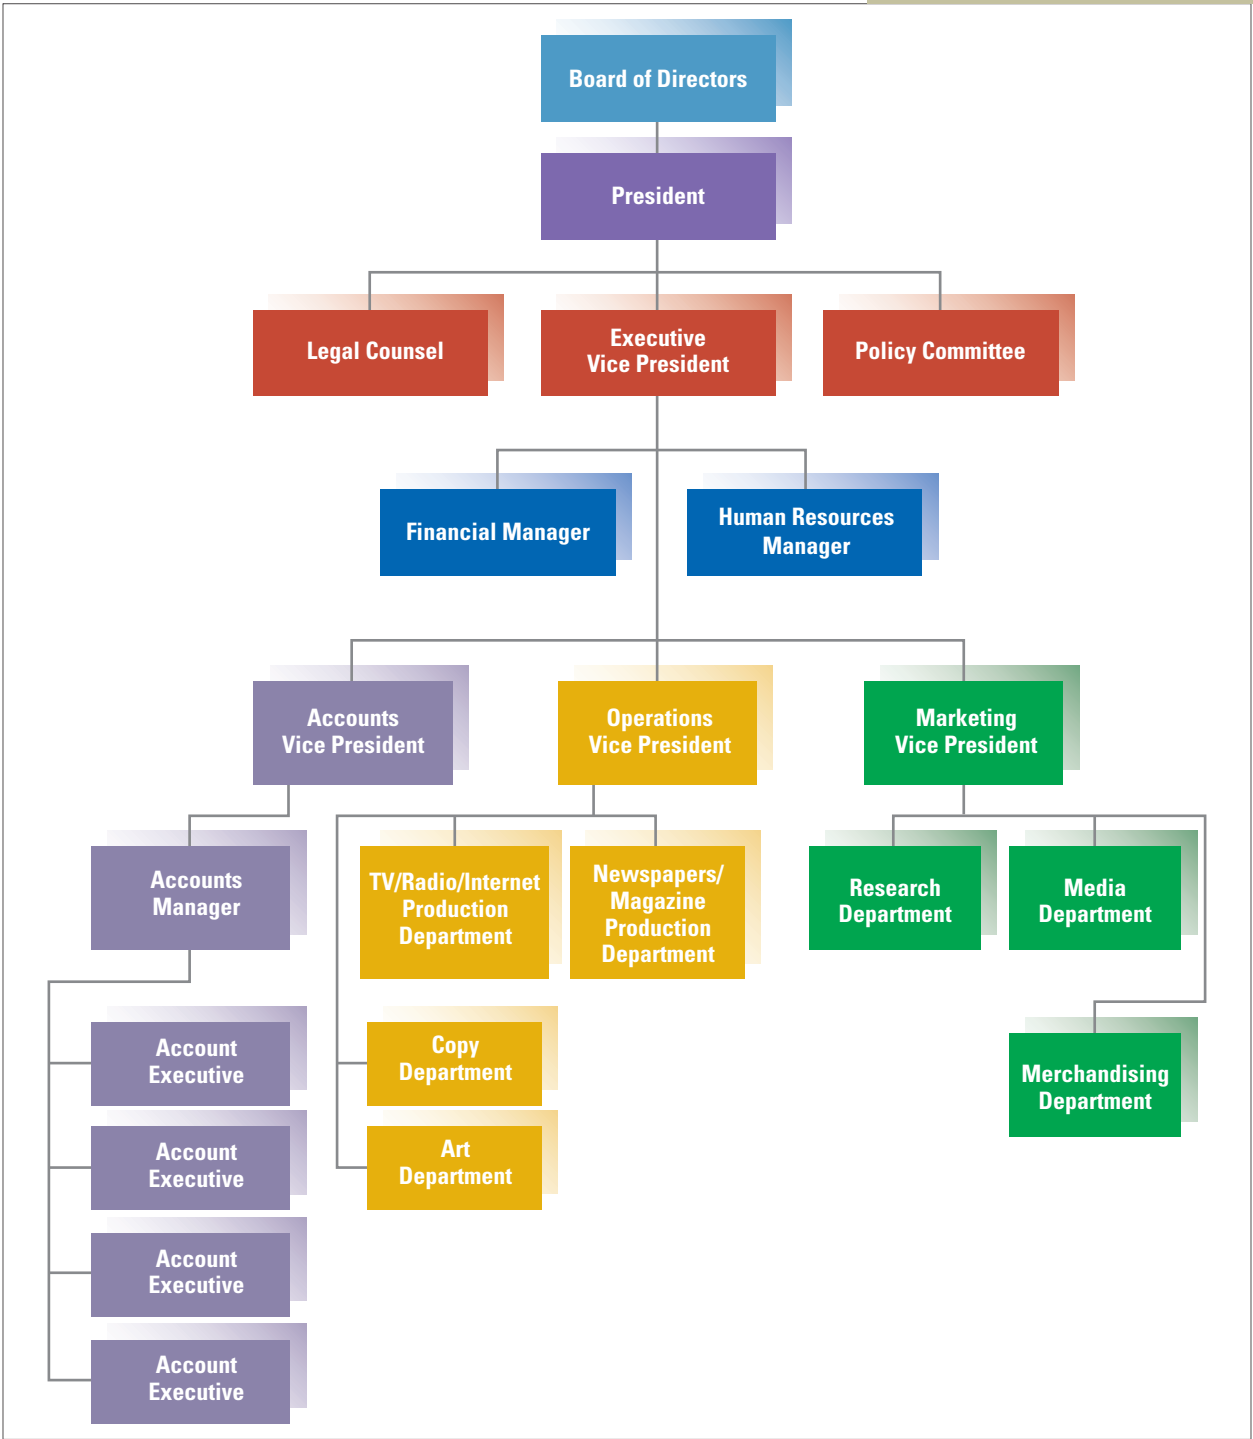 Board of Directors
President
Legal Counsel
Executive
Vice President
Policy Committee
Financial Manager
Human Resources
Manager
Accounts
Vice President
Operations
Vice President
Marketing
Vice President
Accounts
Manager
TV/Radio/Internet
Production
Department
Newspapers/
Magazine
Production
Department
Research
Department
Media
Department
Account
Executive
Copy
Department
Merchandising
Department
Account
Executive
Art
Department
Account
Executive
Account
Executive